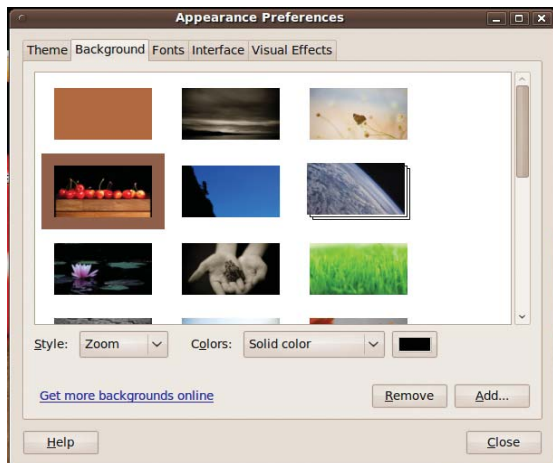 Appearance Preferences
Theme Background Fonts Interface Visual Effects
Style: Zoom Colors: Solid color
Get more backgrounds online Remove Add...
Help Close